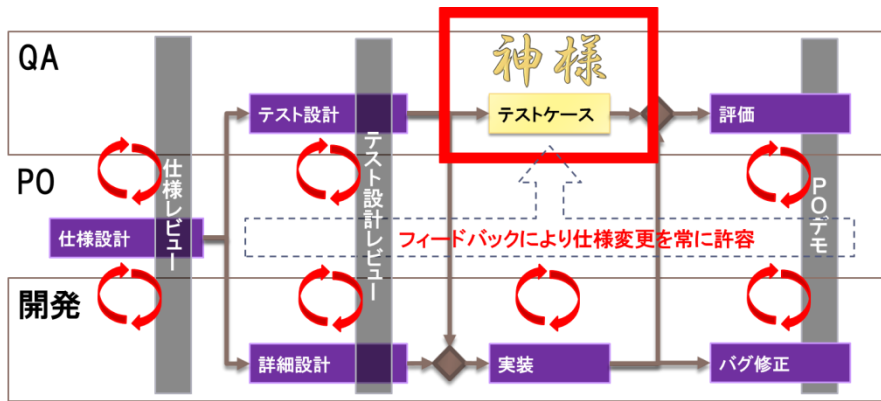 QA
神様
テスト設計
テストケース
評価
仕様レビュー
テスト設計レビュー
POデモ
PO
仕様設計
フィードバックにより仕様変更を常に許容
開発
詳細設計
実装
バグ修正